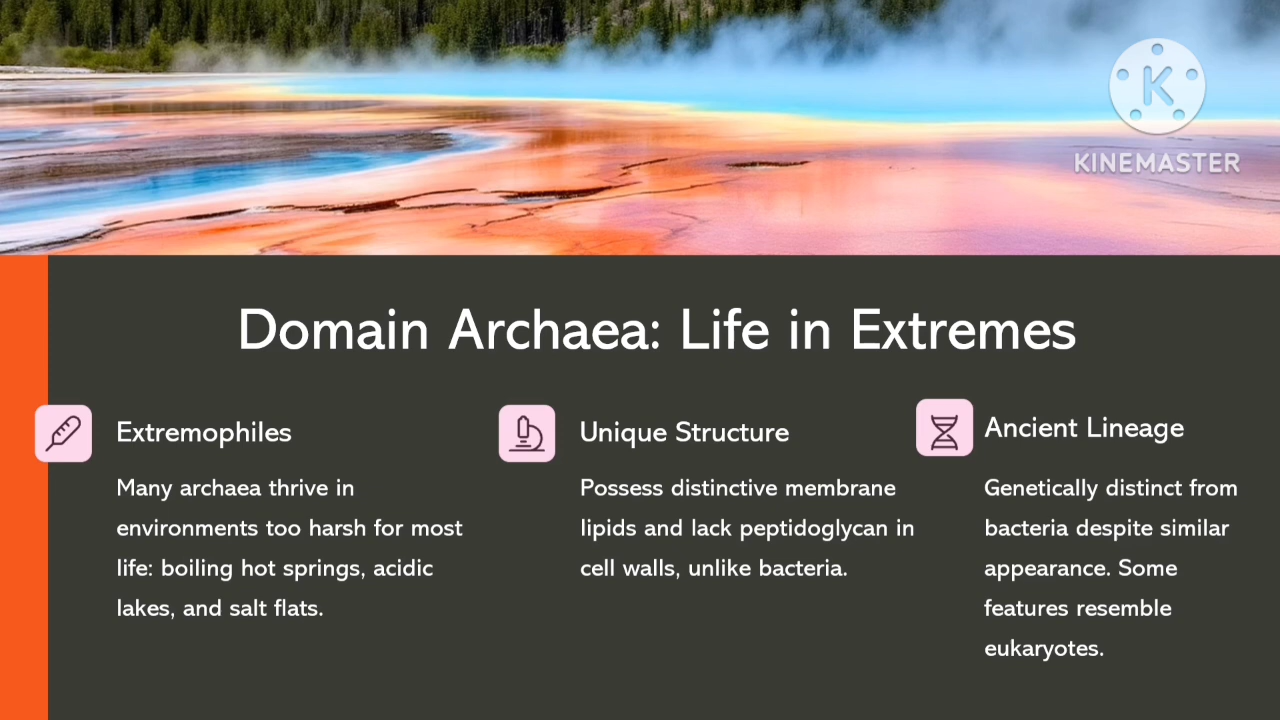 K
KINEMASTER
Domain Archaea: Life in Extremes
Extremophiles
Many archaea thrive in
environments too harsh for most
life: boiling hot springs, acidic
lakes, and salt flats.
Unique Structure
Possess distinctive membrane
lipids and lack peptidoglycan in
cell walls, unlike bacteria.
Ancient Lineage
Genetically distinct from
bacteria despite similar
appearance. Some
features resemble
eukaryotes.